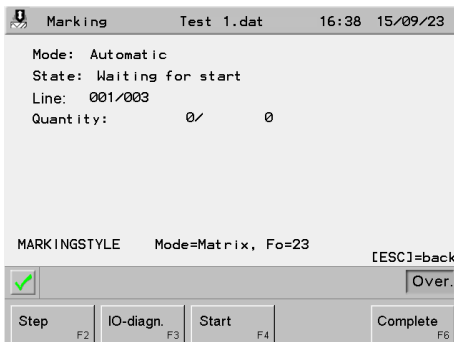 Marking Test 1.dat 16:38 15/09/23
Mode: Automatic
State: Waiting for start
Line: 001/003
Quantity: 0/ 0
MARKINGSTYLE Mode=Matrix, Fo=23
[ESC]=back
Over.
Step F2 IO-diagn. F3 Start F4 Complete F6